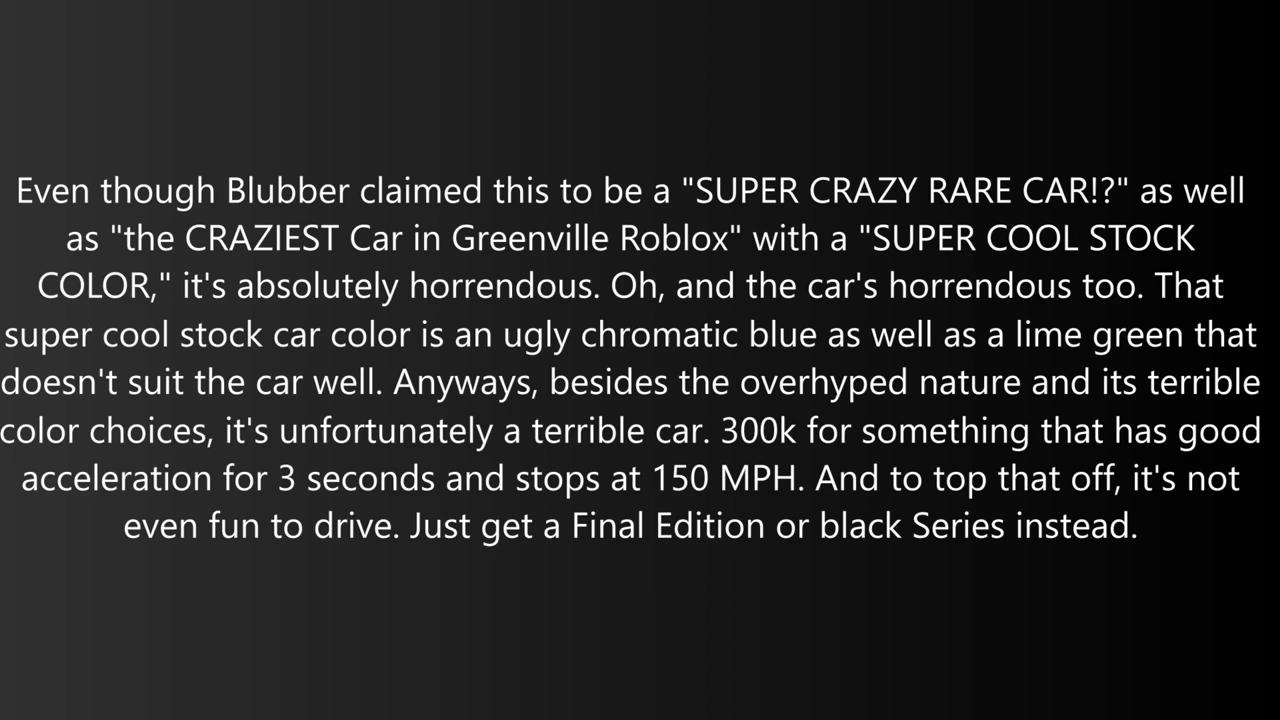 Even though Blubber claimed this to be a "SUPER CRAZY RARE CAR!?" as well
as "the CRAZIEST Car in Greenville Roblox" with a "SUPER COOL STOCK
COLOR," it's absolutely horrendous. Oh, and the car's horrendous too. That
super cool stock car color is an ugly chromatic blue as well as a lime green that
doesn't suit the car well. Anyways, besides the overhyped nature and its terrible
color choices, it's unfortunately a terrible car. 300k for something that has good
acceleration for 3 seconds and stops at 150 MPH. And to top that off, it's not
even fun to drive. Just get a Final Edition or black Series instead.